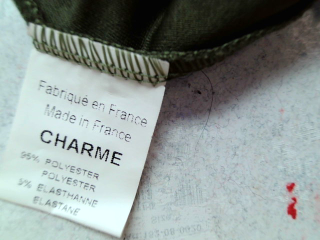 Fabriqué en France
Made in France
CHARME
95% POLYESTER
POLYESTER
5% ELASTHANNE
ELASTANE